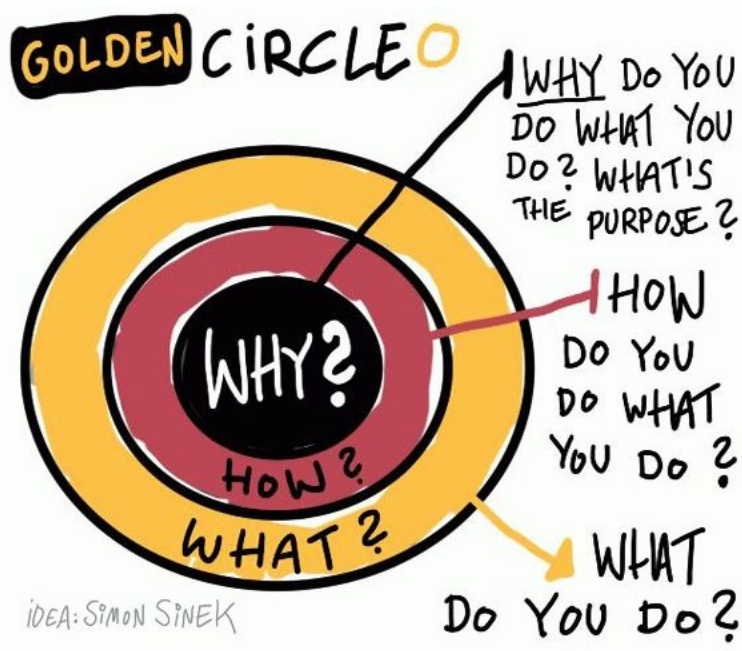 GOLDEN CiRCLE
WHY DO YOU
DO WHAT YOU
DO? WHAT'S
THE PURPOSE?
WHY?
HOW
DO YOU
DO WHAT
YOU DO?
HOW?
WHAT?
WHAT
DO YOU DO?
iDEA: SiMON SiNEK